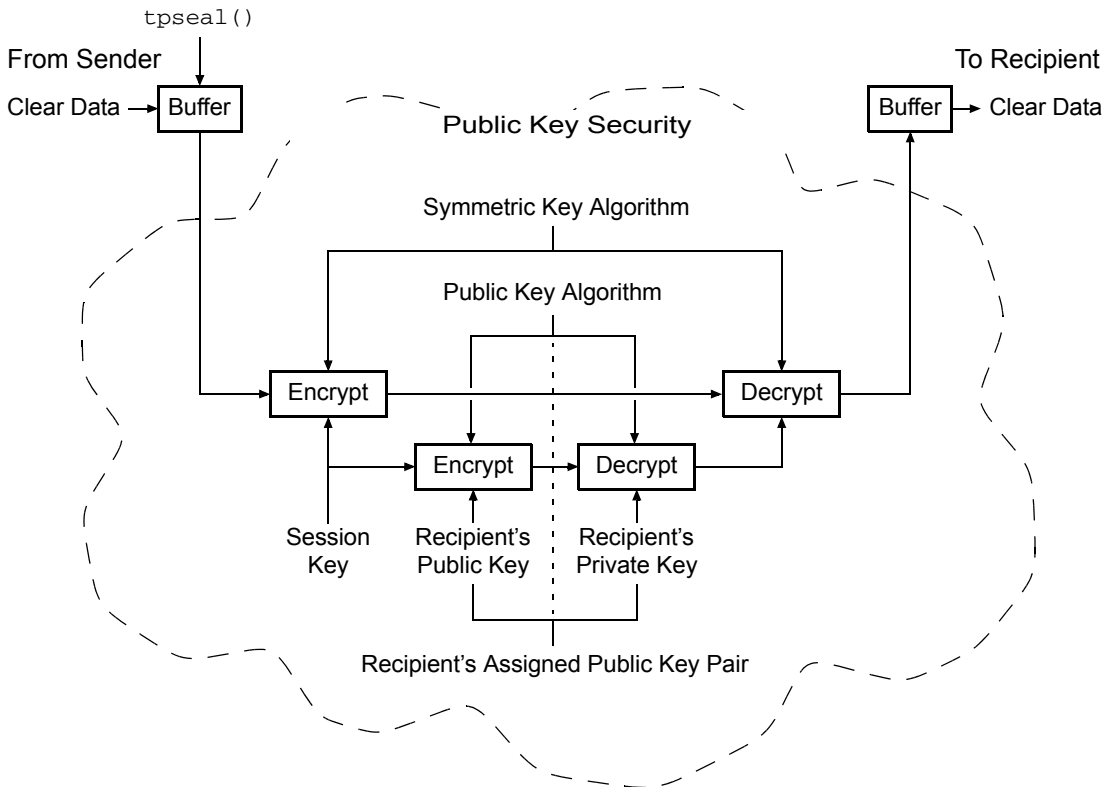 tpseal()
From Sender
To Recipient
Clear Data
Buffer
Buffer
Clear Data
Public Key Security
Symmetric Key Algorithm
Public Key Algorithm
Encrypt
Decrypt
Encrypt
Decrypt
Session
Key
Recipient’s
Public Key
Recipient’s
Private Key
Recipient’s Assigned Public Key Pair